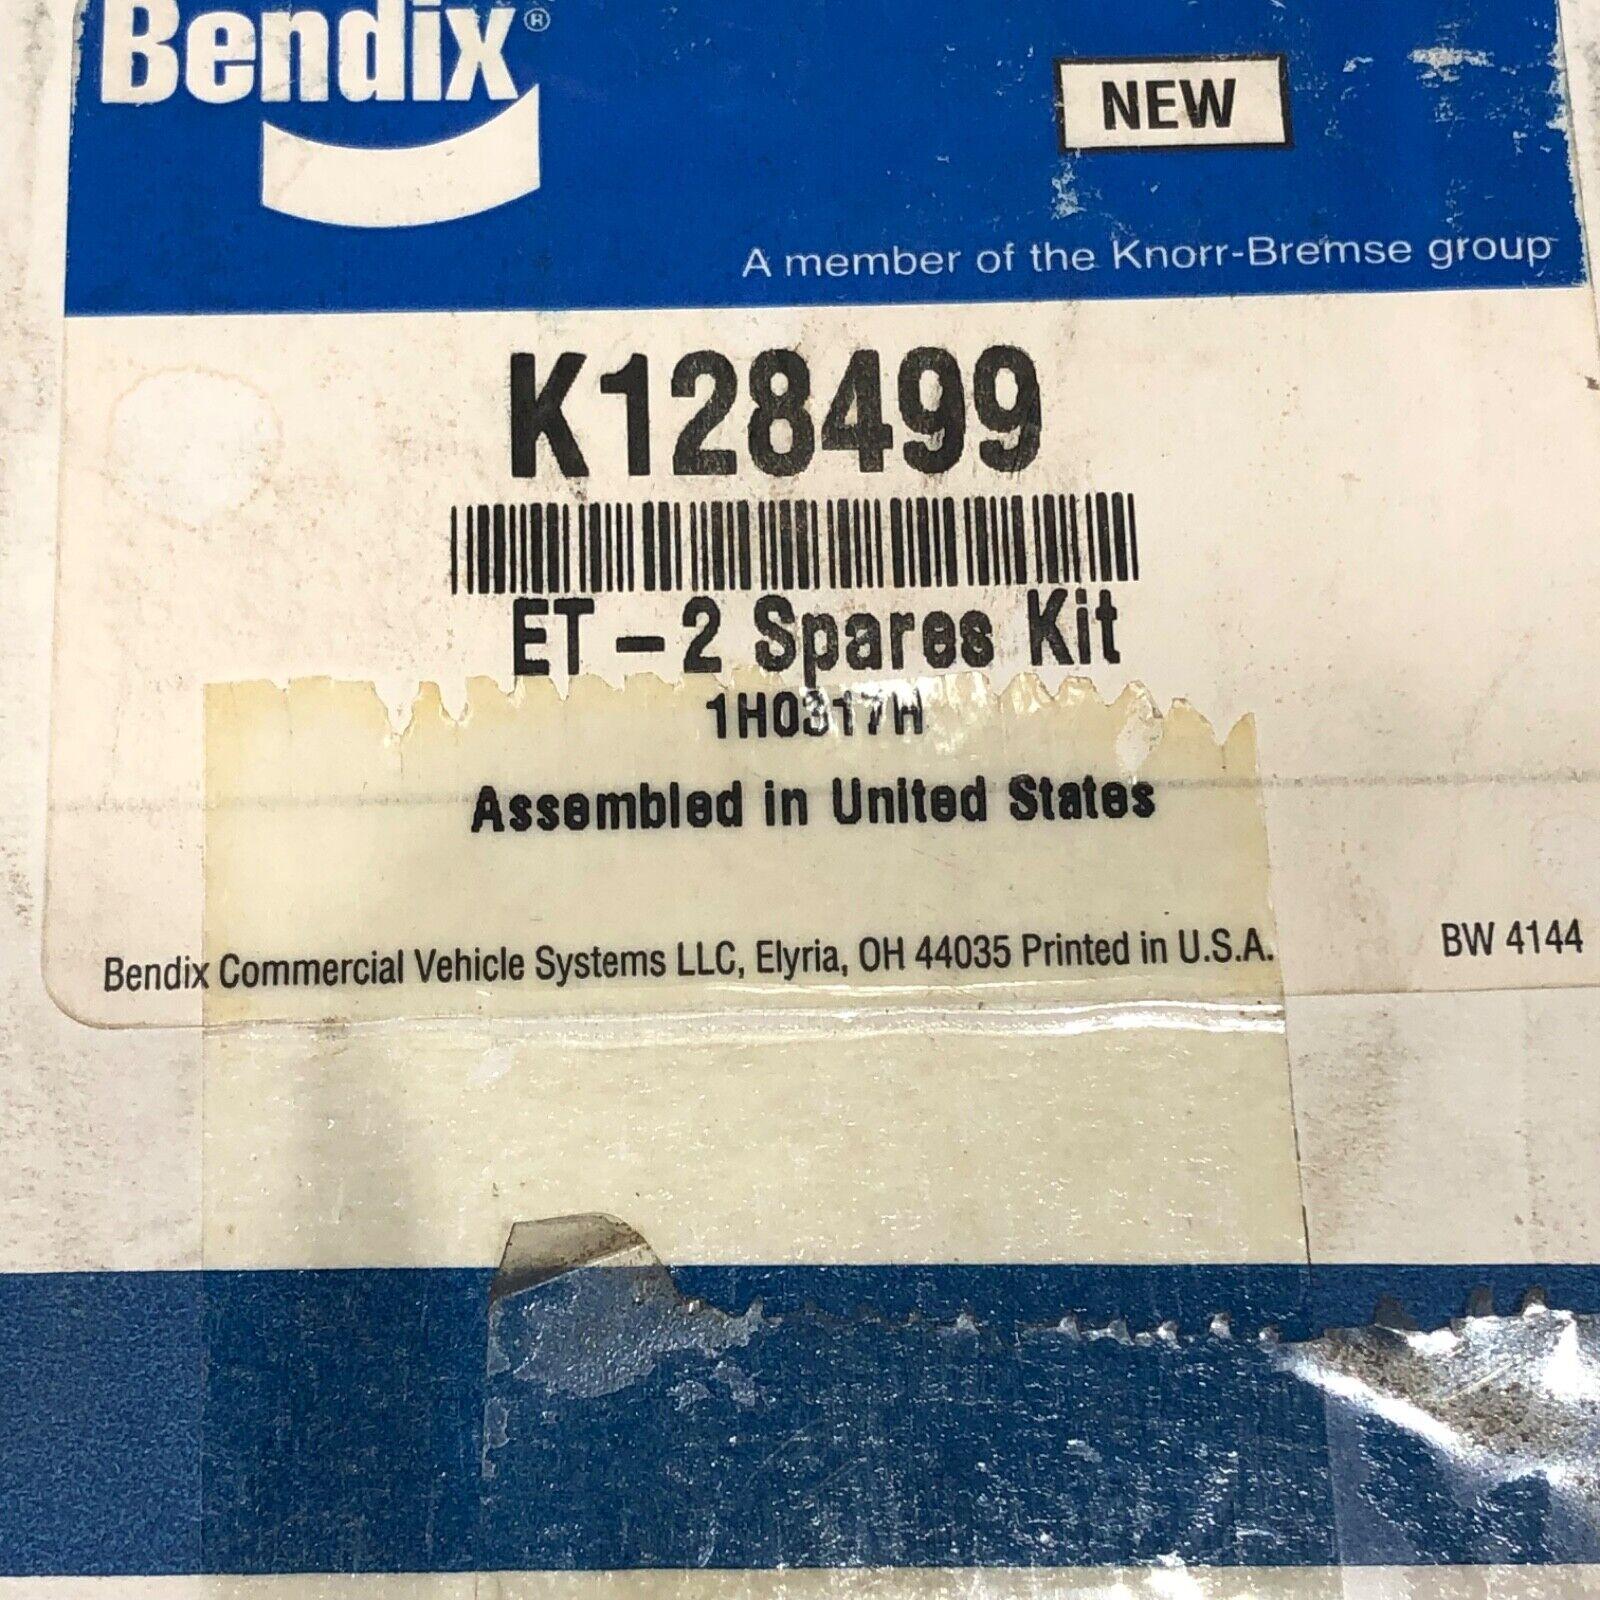 Bendix®
NEW
A member of the Knorr-Bremse group
K128499
ET-2 Spares Kit
1H0317H
Assembled in United States
Bendix Commercial Vehicle Systems LLC, Elyria, OH 44035 Printed in U.S.A.
BW 4144